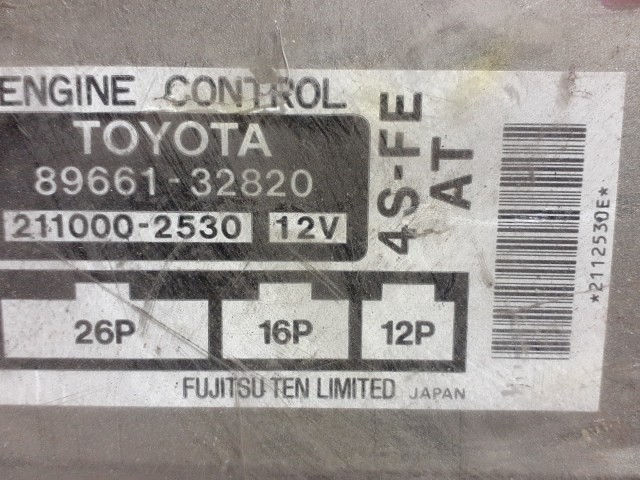 ENGINE CONTROL
TOYOTA
89661-32820
211000-2530 12V
4S-FE
AT
*2112530E*
26P 16P 12P
FUJITSU TEN LIMITED JAPAN